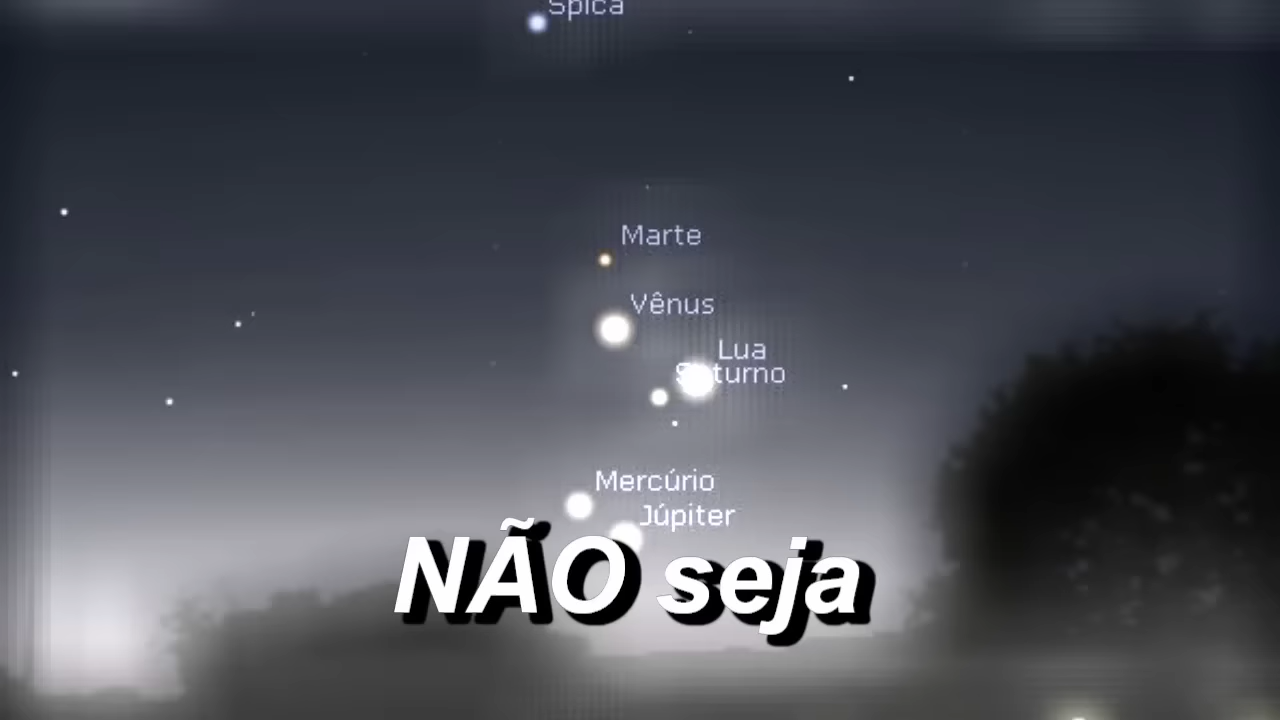 Spica
Marte
Vênus
Lua
Saturno
Mercúrio
Júpiter
NÃO seja